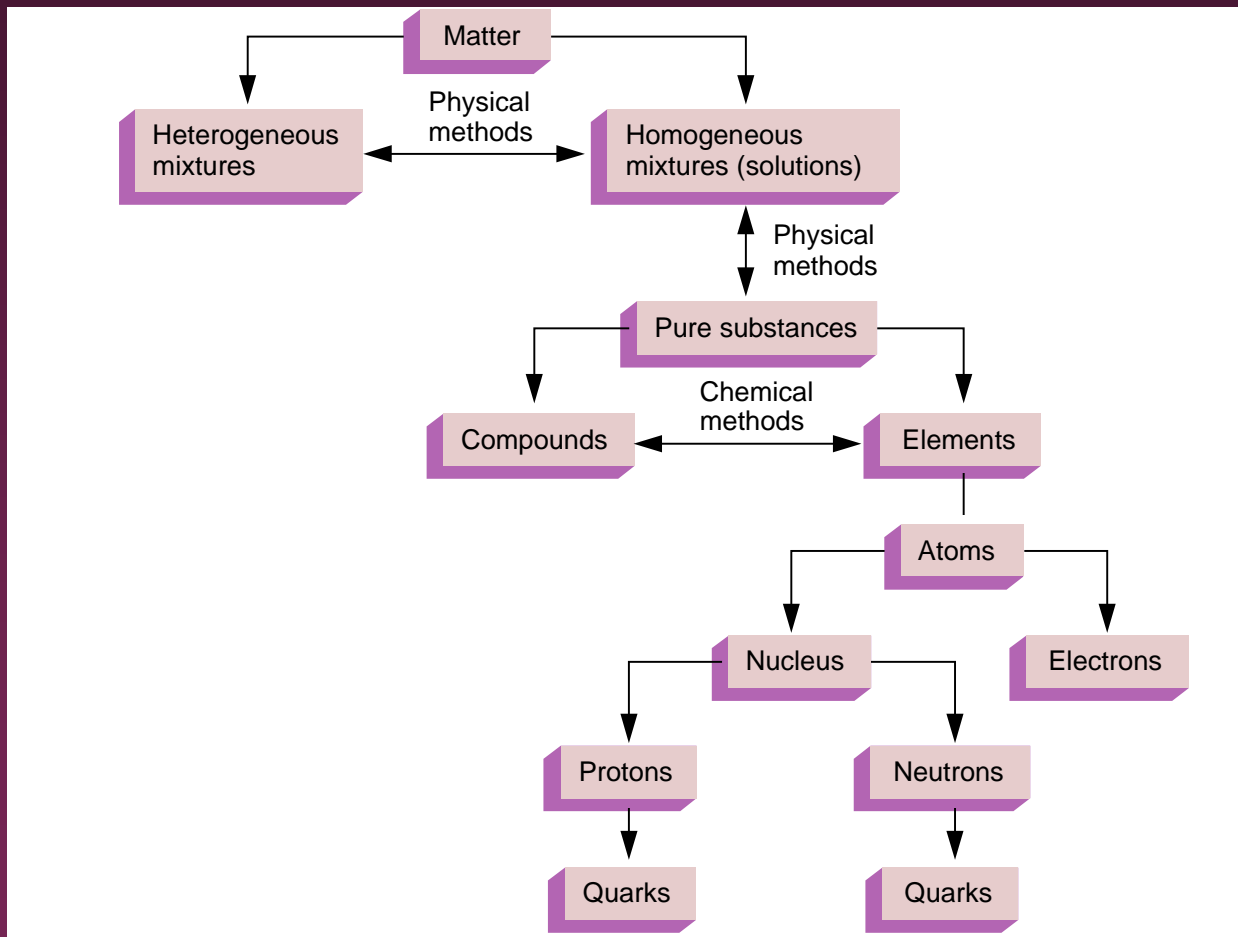 Matter
Physical
methods
Heterogeneous
mixtures
Homogeneous
mixtures (solutions)
Physical
methods
Pure substances
Chemical
methods
Compounds
Elements
Atoms
Nucleus
Electrons
Protons
Neutrons
Quarks
Quarks